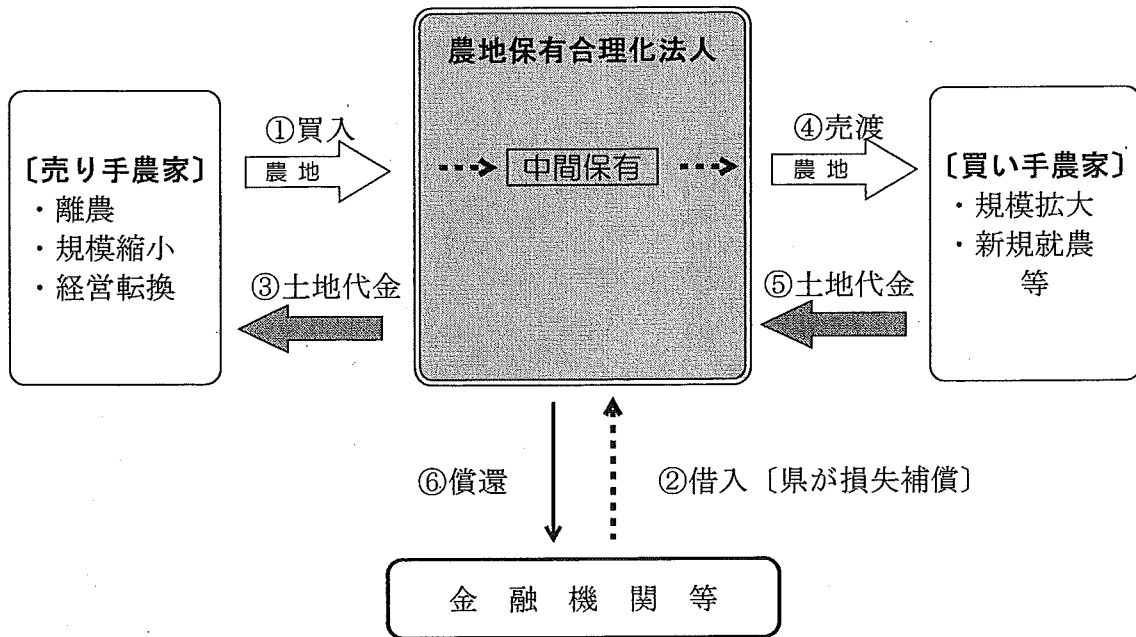 農地保有合理化法人
①買入
農地
〔売り手農家〕
・離農
・規模縮小
・経営転換
③土地代金
中間保有
④売渡
農地
〔買い手農家〕
・規模拡大
・新規就農
等
⑤土地代金
⑥償還
②借入〔県が損失補償〕
金融機関等